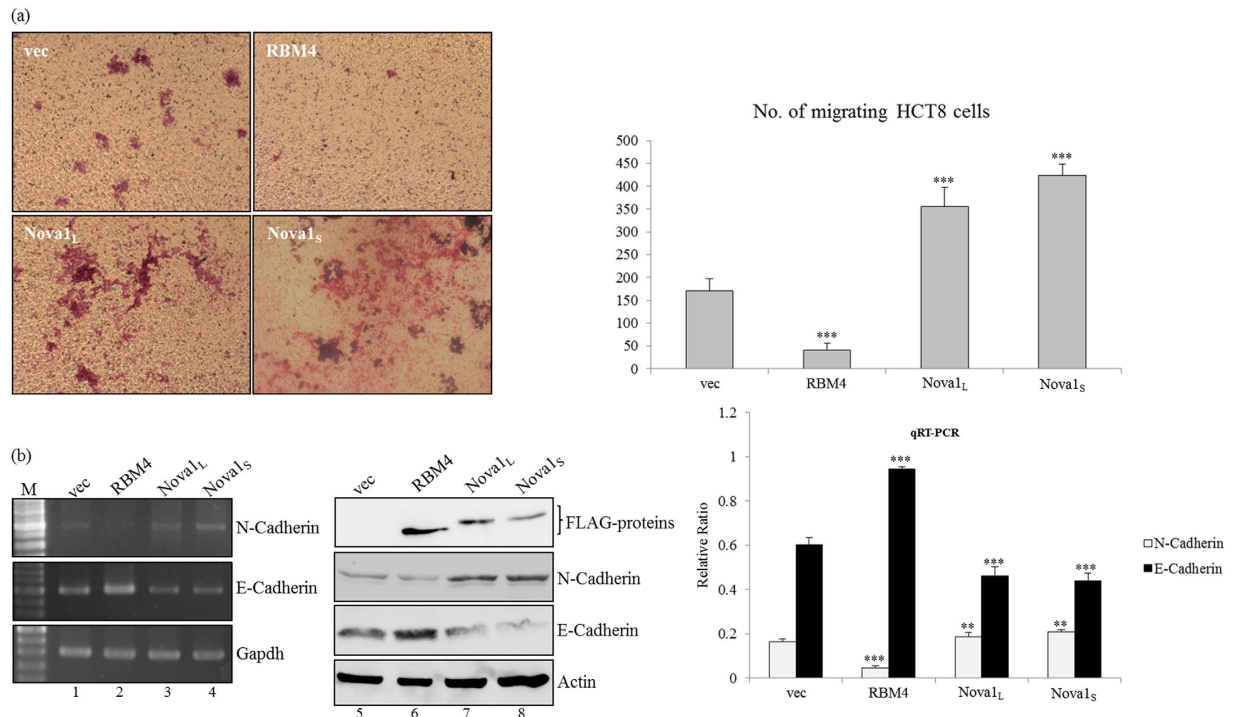 (a)
vec
RBM4
Nova1L
Nova1S
No. of migrating HCT8 cells
500
450
400
350
300
250
200
150
100
50
0
***
***
***
vec
RBM4
Nova1L
Nova1S
(b)
M
vec
RBM4
Nova1L
Nova1S
N-Cadherin
E-Cadherin
Gapdh
1
2
3
4
vec
RBM4
Nova1L
Nova1S
FLAG-proteins
N-Cadherin
E-Cadherin
Actin
5
6
7
8
qRT-PCR
Relative Ratio
1.2
1
0.8
0.6
0.4
0.2
0
***
***
**
***
**
***
vec
RBM4
Nova1L
Nova1S
N-Cadherin
E-Cadherin